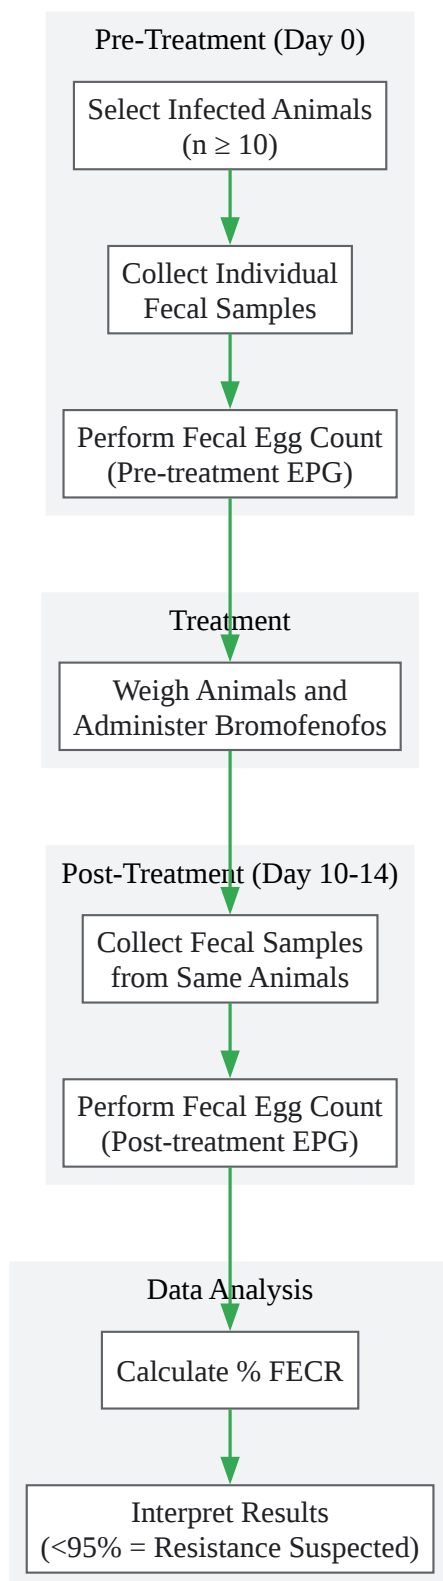 Pre-Treatment (Day 0)
Select Infected Animals
(n ≥ 10)
Collect Individual
Fecal Samples
Perform Fecal Egg Count
(Pre-treatment EPG)
Treatment
Weigh Animals and
Administer Bromofenofos
Post-Treatment (Day 10-14)
Collect Fecal Samples
from Same Animals
Perform Fecal Egg Count
(Post-treatment EPG)
Data Analysis
Calculate % FECR
Interpret Results
(<95% = Resistance Suspected)